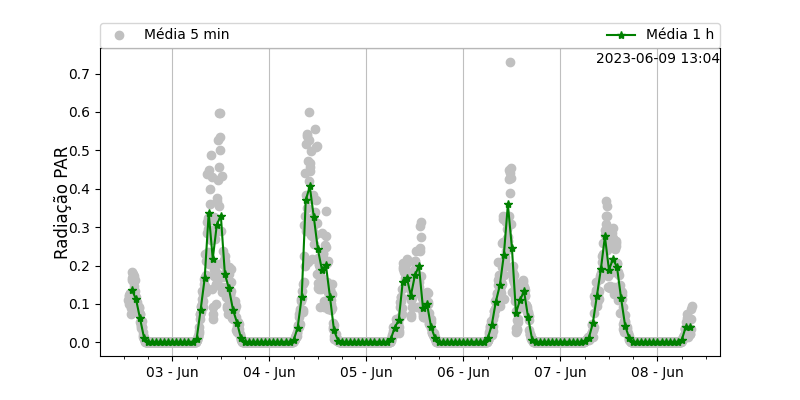 Média 5 min
Média 1 h
2023-06-09 13:04
Radiação PAR
0.7
0.6
0.5
0.4
0.3
0.2
0.1
0.0
03 - Jun
04 - Jun
05 - Jun
06 - Jun
07 - Jun
08 - Jun